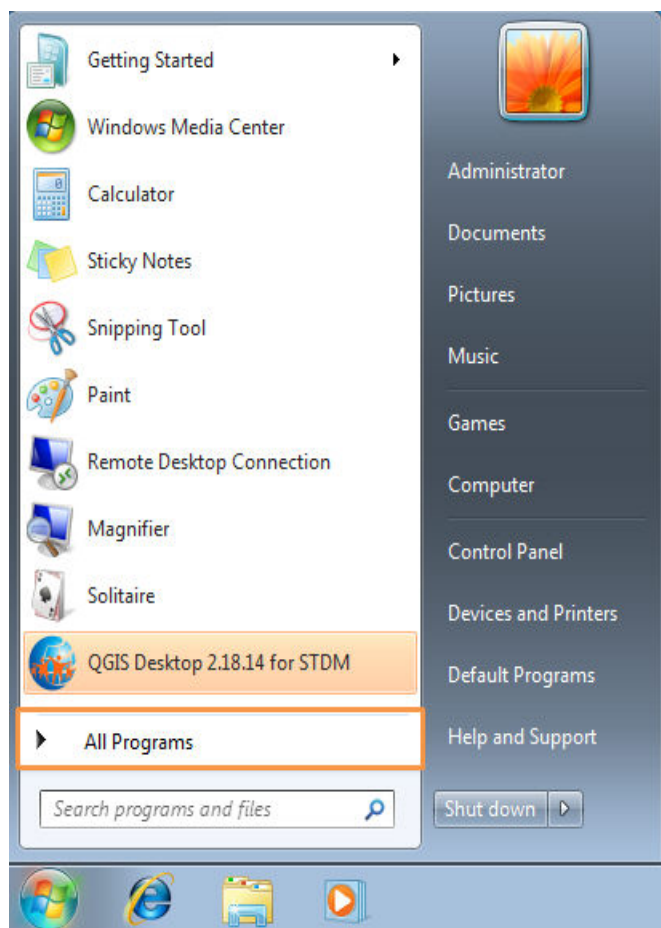 Getting Started
Windows Media Center
Calculator
Sticky Notes
Snipping Tool
Paint
Remote Desktop Connection
Magnifier
Solitaire
QGIS Desktop 2.18.14 for STDM
All Programs
Search programs and files
Administrator
Documents
Pictures
Music
Games
Computer
Control Panel
Devices and Printers
Default Programs
Help and Support
Shut down